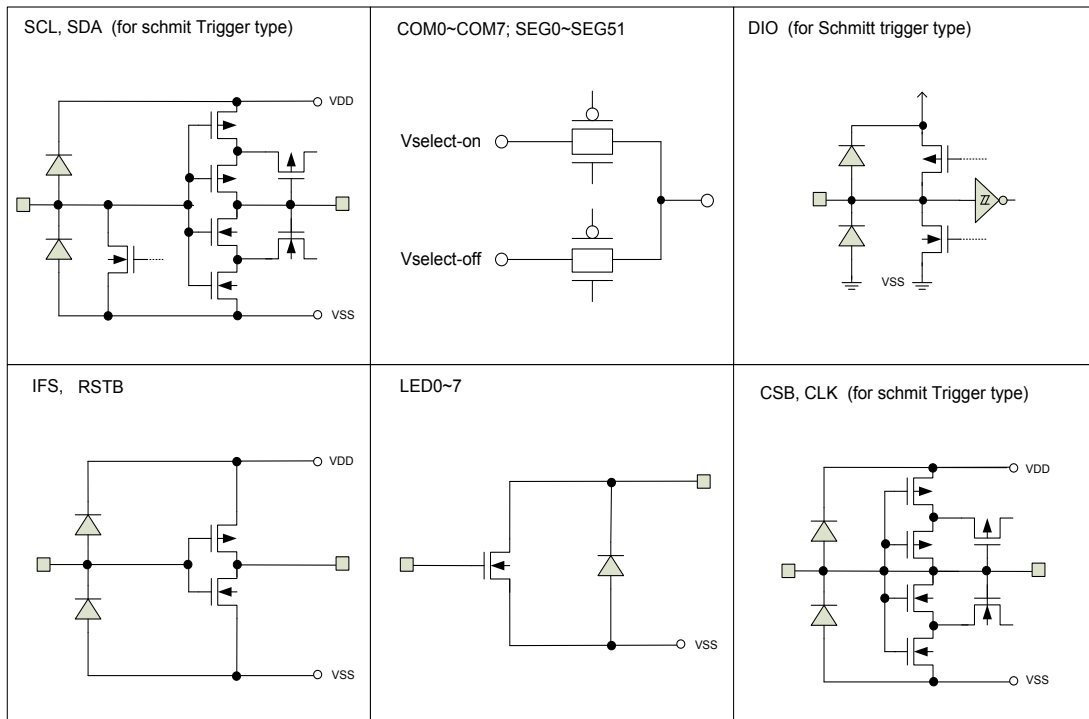 SCL, SDA (for schmit Trigger type)
VDD
VSS
COM0~COM7; SEG0~SEG51
Vselect-on
Vselect-off
DIO (for Schmitt trigger type)
VSS
IFS, RSTB
VDD
VSS
LED0~7
VSS
CSB, CLK (for schmit Trigger type)
VDD
VSS